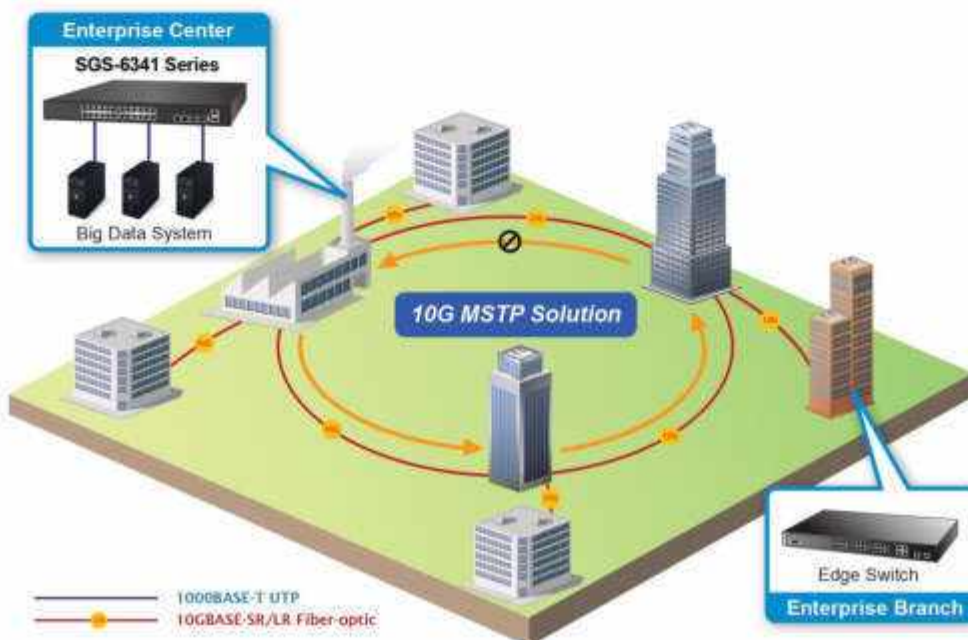 Enterprise Center
SGS-6341 Series
Big Data System
10G MSTP Solution
Edge Switch
Enterprise Branch
1000BASE-T UTP
10GBASE-SR/LR Fiber-optic